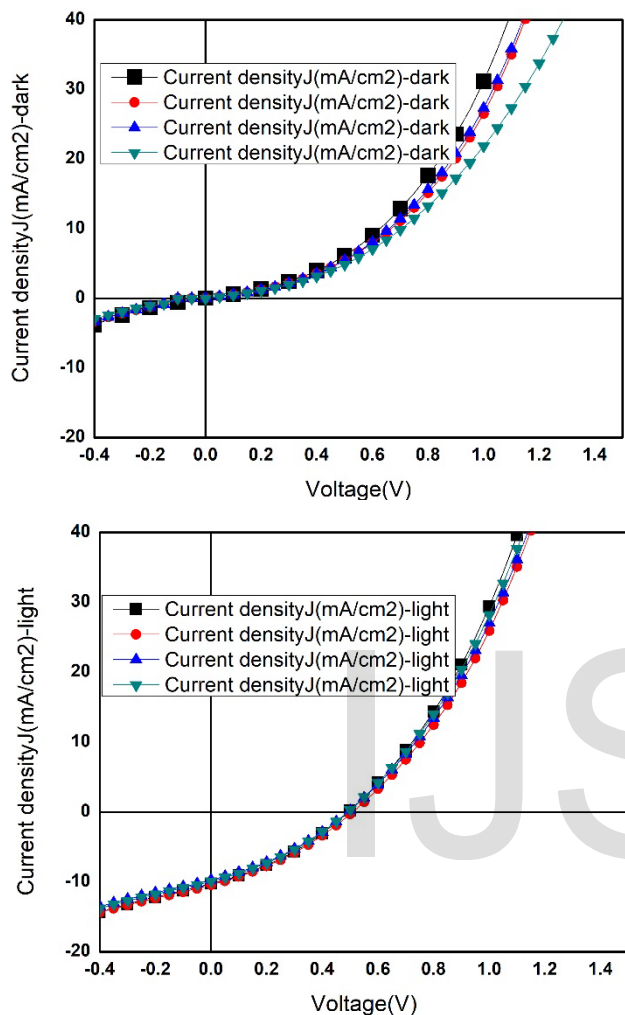 40
30
20
10
0
-10
-20
Current densityJ(mA/cm2)-dark
Current densityJ(mA/cm2)-dark
Current densityJ(mA/cm2)-dark
Current densityJ(mA/cm2)-dark
Current densityJ(mA/cm2)-dark
-0.4 -0.2 0.0 0.2 0.4 0.6 0.8 1.0 1.2 1.4
Voltage(V)
40
30
20
10
0
-10
-20
Current densityJ(mA/cm2)-light
Current densityJ(mA/cm2)-light
Current densityJ(mA/cm2)-light
Current densityJ(mA/cm2)-light
Current densityJ(mA/cm2)-light
IJS
-0.4 -0.2 0.0 0.2 0.4 0.6 0.8 1.0 1.2 1.4
Voltage(V)